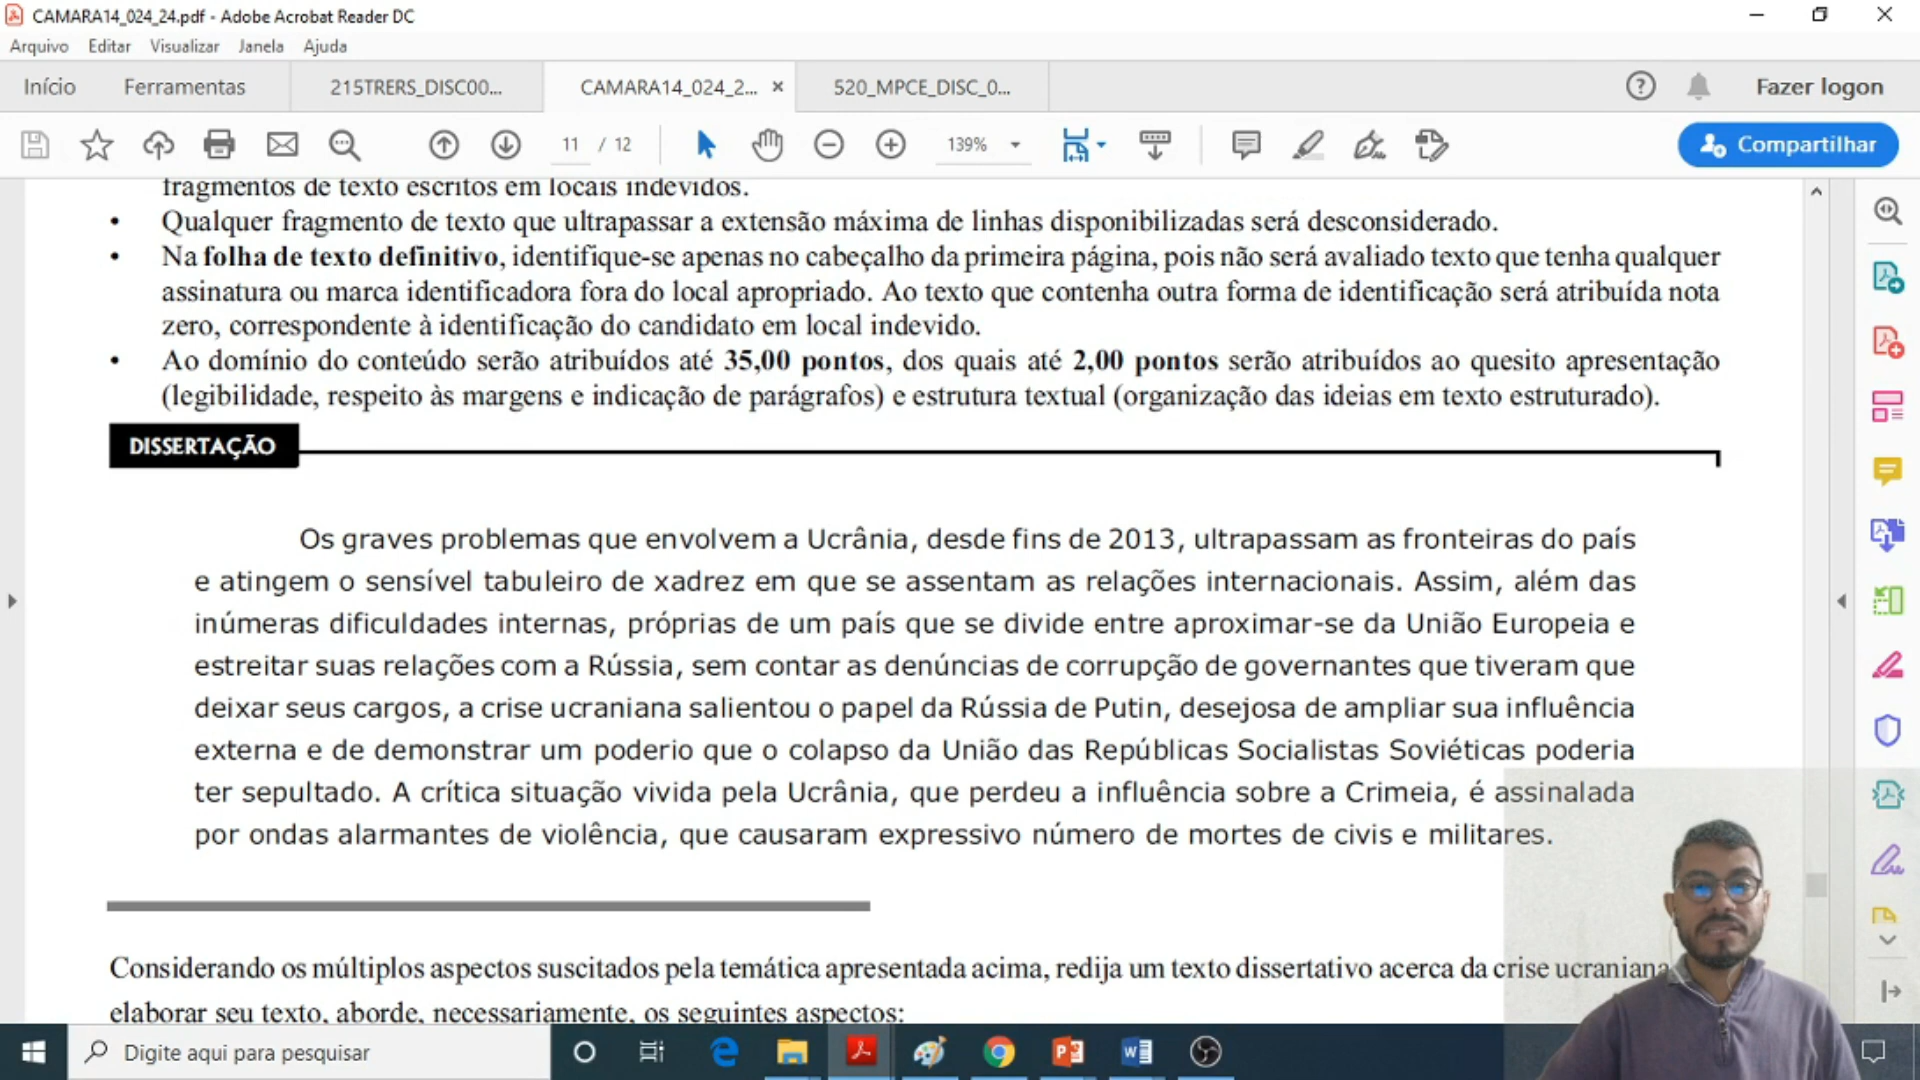 CAMARA14_024_24.pdf - Adobe Acrobat Reader DC
Arquivo Editar Visualizar Janela Ajuda
Início Ferramentas 215TRERS_DISC00... CAMARA14_024_2... × 520_MPCE_DISC_0... Fazer logon
11 / 12 139% Compartilhar
fragmentos de texto escritos em locais indevidos.
• Qualquer fragmento de texto que ultrapassar a extensão máxima de linhas disponibilizadas será desconsiderado.
• Na folha de texto definitivo, identifique-se apenas no cabeçalho da primeira página, pois não será avaliado texto que tenha qualquer
assinatura ou marca identificadora fora do local apropriado. Ao texto que contenha outra forma de identificação será atribuída nota
zero, correspondente à identificação do candidato em local indevido.
• Ao domínio do conteúdo serão atribuídos até 35,00 pontos, dos quais até 2,00 pontos serão atribuídos ao quesito apresentação
(legibilidade, respeito às margens e indicação de parágrafos) e estrutura textual (organização das ideias em texto estruturado).
DISSERTAÇÃO
Os graves problemas que envolvem a Ucrânia, desde fins de 2013, ultrapassam as fronteiras do país
e atingem o sensível tabuleiro de xadrez em que se assentam as relações internacionais. Assim, além das
inúmeras dificuldades internas, próprias de um país que se divide entre aproximar-se da União Europeia e
estreitar suas relações com a Rússia, sem contar as denúncias de corrupção de governantes que tiveram que
deixar seus cargos, a crise ucraniana salientou o papel da Rússia de Putin, desejosa de ampliar sua influência
externa e de demonstrar um poderio que o colapso da União das Repúblicas Socialistas Soviéticas poderia
ter sepultado. A crítica situação vivida pela Ucrânia, que perdeu a influência sobre a Crimeia, é assinalada
por ondas alarmantes de violência, que causaram expressivo número de mortes de civis e militares.
Considerando os múltiplos aspectos suscitados pela temática apresentada acima, redija um texto dissertativo acerca da crise ucraniana
elaborar seu texto, aborde, necessariamente, os seguintes aspectos:
Digite aqui para pesquisar